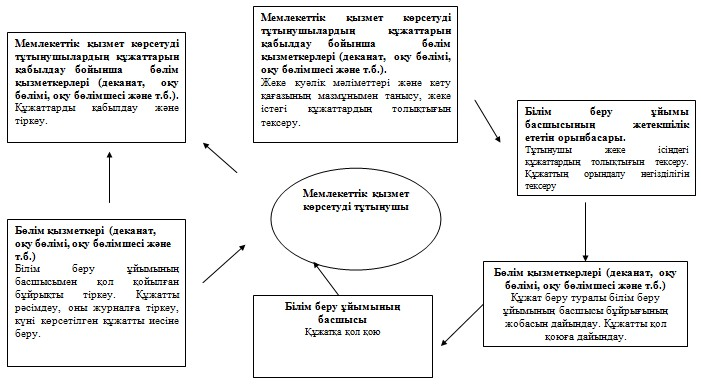 Мемлекеттік қызмет көрсетуді
тұтынушылардың құжаттарын
қабылдау бойынша бөлім
қызметкерлері (деканат, оқу
бөлімі, оқу бөлімшесі және т.б.).
Құжаттарды қабылдау және
тіркеу.
Мемлекеттік қызмет көрсетуді
тұтынушылардың құжаттарын
қабылдау бойынша бөлім
қызметкерлері (деканат, оқу бөлімі,
оқу бөлімшесі және т.б.).
Жеке куәлік мәліметтері және кету
қағазының мазмұнымен танысу, жеке
істегі құжаттардың толықтығын
тексеру.
Білім беру ұйымы
басшысының жетекшілік
ететін орынбасары.
Тұтынушы жеке ісіндегі
құжаттардың толықтығын тексеру.
Құжаттың орындалу негізділігін
тексеру
Мемлекеттік қызмет
көрсетуді тұтынушы
Бөлім қызметкері (деканат,
оқу бөлімі, оқу бөлімшесі және
т.б.)
Білім беру ұйымының
басшысымен қол қойылған
бұйрықты тіркеу. Құжатты
рәсімдеу, оны журналға тіркеу,
күні көрсетілген құжатты иесіне
беру.
Білім беру ұйымының
басшысы
Құжатқа қол қою
Бөлім қызметкерлері (деканат, оқу
бөлімі, оқу бөлімшесі және т.б.)
Құжат беру туралы білім беру
ұйымының басшысы бұйрығының
жобасын дайындау. Құжатты қол
қоюға дайындау.